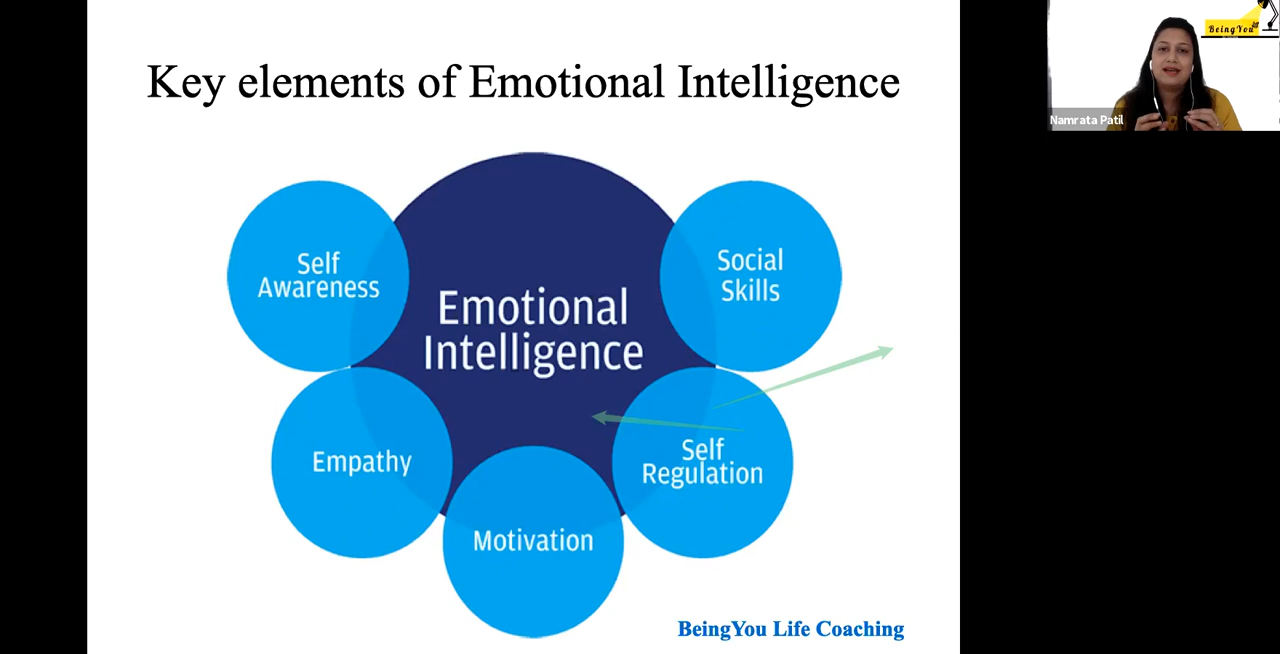 Key elements of Emotional Intelligence
BeingYou
Namrata Patil
Self
Awareness
Social
Skills
Emotional
Intelligence
Empathy
Self
Regulation
Motivation
BeingYou Life Coaching